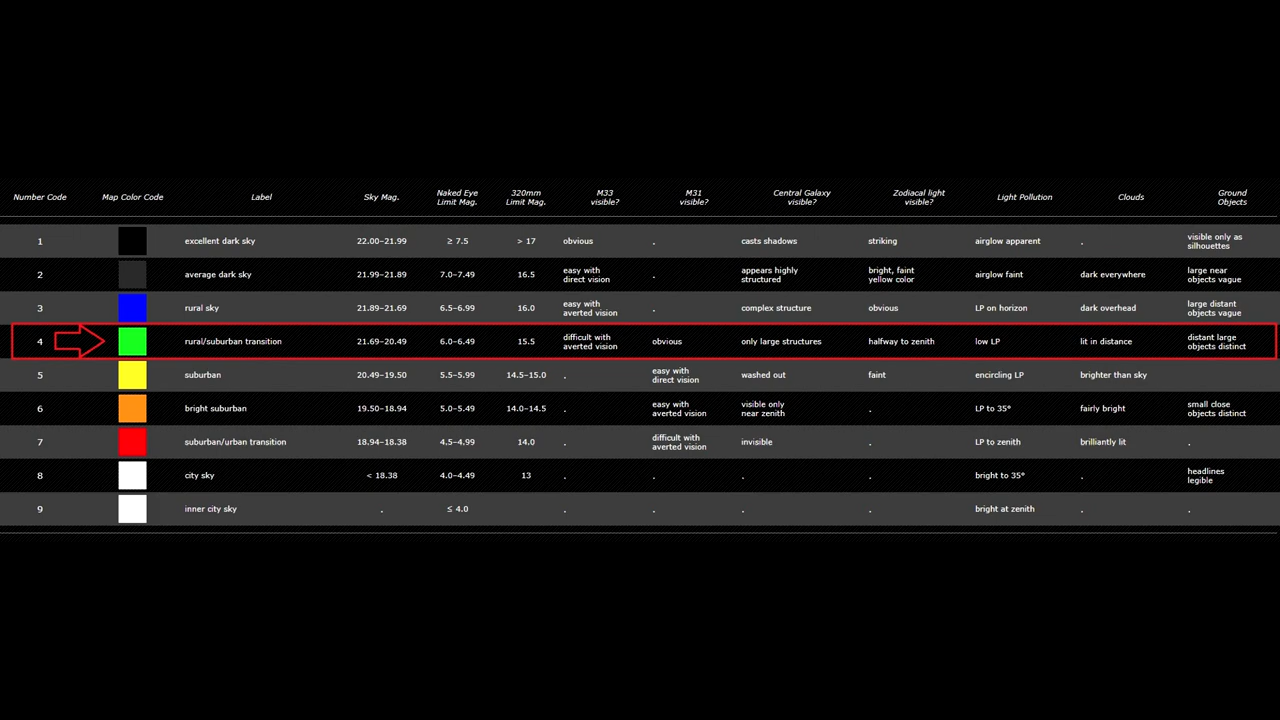 Number Code Map Color Code Label Sky Mag. Naked Eye Limit Mag. 320mm Limit Mag. M33 visible? M31 visible? Central Galaxy visible? Zodiacal light visible? Light Pollution Clouds Ground Objects
1 excellent dark sky 22.00–21.99 ≥ 7.5 > 17 obvious . casts shadows striking airglow apparent . visible only as silhouettes
2 average dark sky 21.99–21.89 7.0–7.49 16.5 easy with direct vision . appears highly structured bright, faint yellow color airglow faint dark everywhere large near objects vague
3 rural sky 21.89–21.69 6.5–6.99 16.0 easy with averted vision . complex structure obvious LP on horizon dark overhead large distant objects vague
4 rural/suburban transition 21.69–20.49 6.0–6.49 15.5 difficult with averted vision obvious only large structures halfway to zenith low LP lit in distance distant large objects distinct
5 suburban 20.49–19.50 5.5–5.99 14.5–15.0 . easy with direct vision washed out faint encircling LP brighter than sky
6 bright suburban 19.50–18.94 5.0–5.49 14.0–14.5 . easy with averted vision visible only near zenith . LP to 35° fairly bright small close objects distinct
7 suburban/urban transition 18.94–18.38 4.5–4.99 14.0 . difficult with averted vision invisible . LP to zenith brilliantly lit .
8 city sky < 18.38 4.0–4.49 13 . . . . bright to 35° . headlines legible
9 inner city sky . ≤ 4.0 . . . . bright at zenith . .